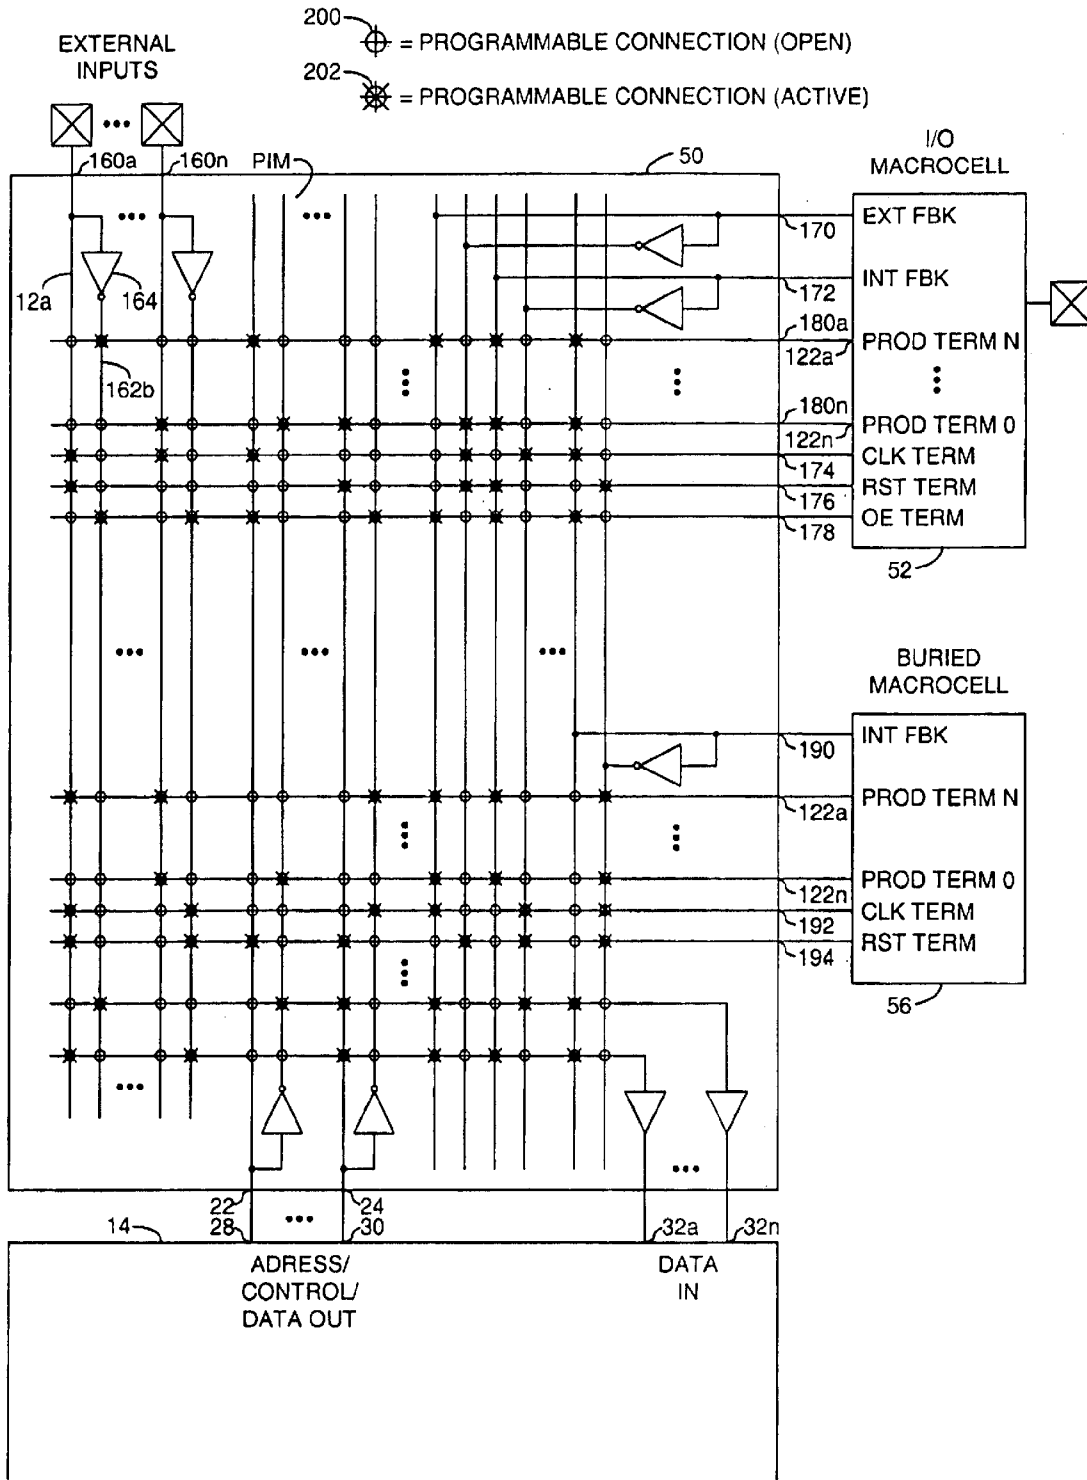 200
= PROGRAMMABLE CONNECTION (OPEN)
202
= PROGRAMMABLE CONNECTION (ACTIVE)
EXTERNAL
INPUTS
160a
160n
PIM
50
I/O
MACROCELL
EXT FBK
170
12a
164
INT FBK
172
180a
PROD TERM N
122a
162b
180n
PROD TERM 0
122n
CLK TERM
174
RST TERM
176
OE TERM
178
52
BURIED
MACROCELL
INT FBK
190
PROD TERM N
122a
PROD TERM 0
122n
CLK TERM
192
RST TERM
194
56
22
24
14
28
30
32a
32n
ADRESS/
CONTROL/
DATA OUT
DATA
IN